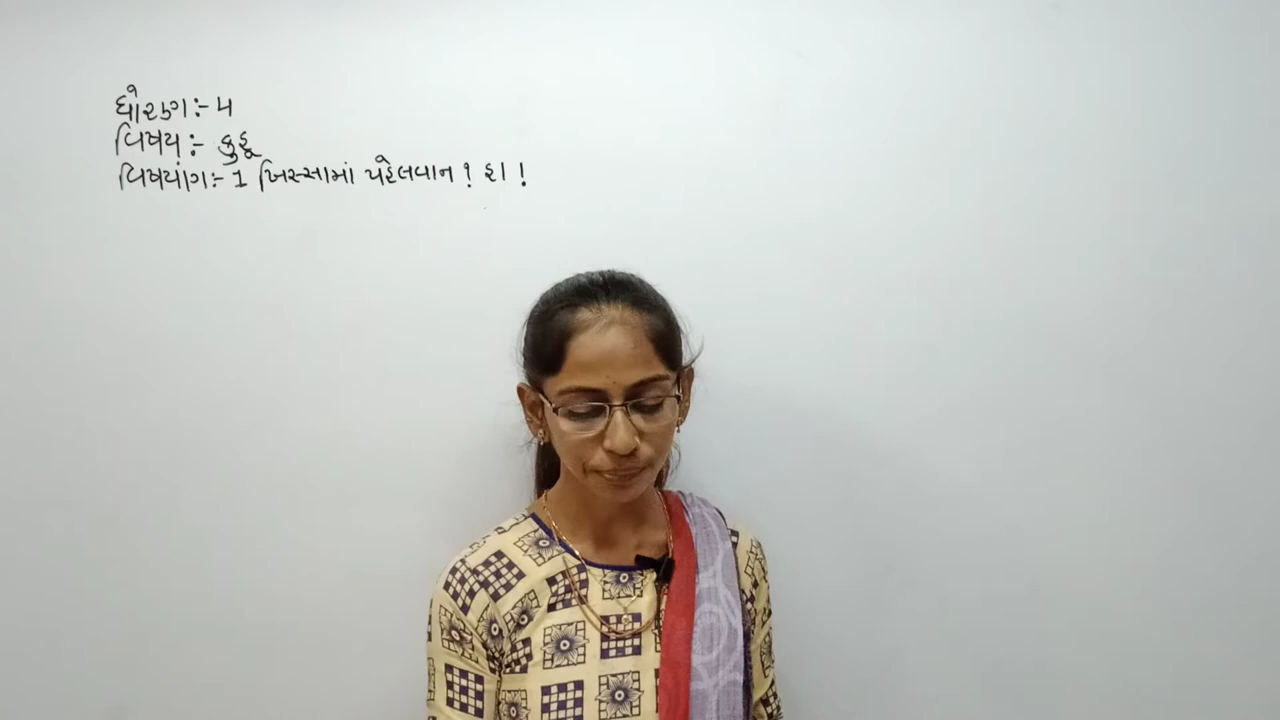 ધોરણ:- ૫
વિષય:- કુહૂ
વિષયાંગ:- 1 ખિસ્સામાં પહેલવાન ? હા !